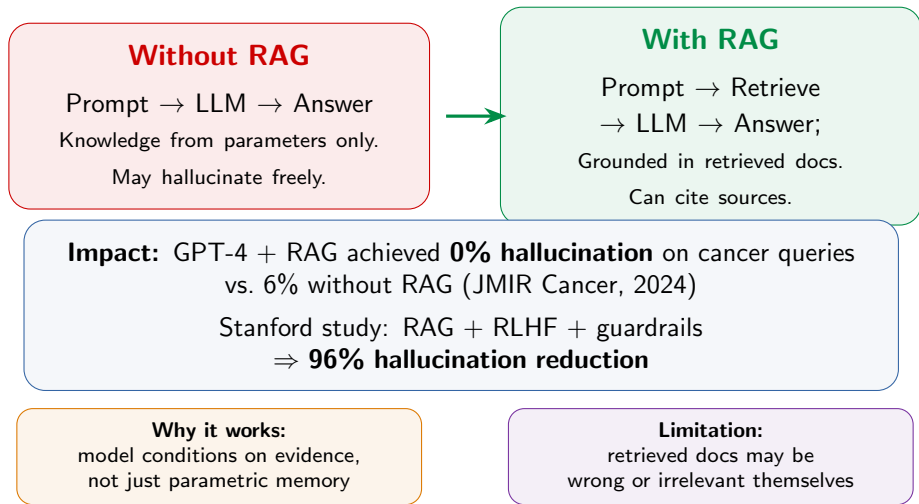 Without RAG
Prompt → LLM → Answer
Knowledge from parameters only.
May hallucinate freely.
With RAG
Prompt → Retrieve
→ LLM → Answer;
Grounded in retrieved docs.
Can cite sources.
Impact: GPT-4 + RAG achieved 0% hallucination on cancer queries
vs. 6% without RAG (JMIR Cancer, 2024)
Stanford study: RAG + RLHF + guardrails
⇒ 96% hallucination reduction
Why it works:
model conditions on evidence,
not just parametric memory
Limitation:
retrieved docs may be
wrong or irrelevant themselves